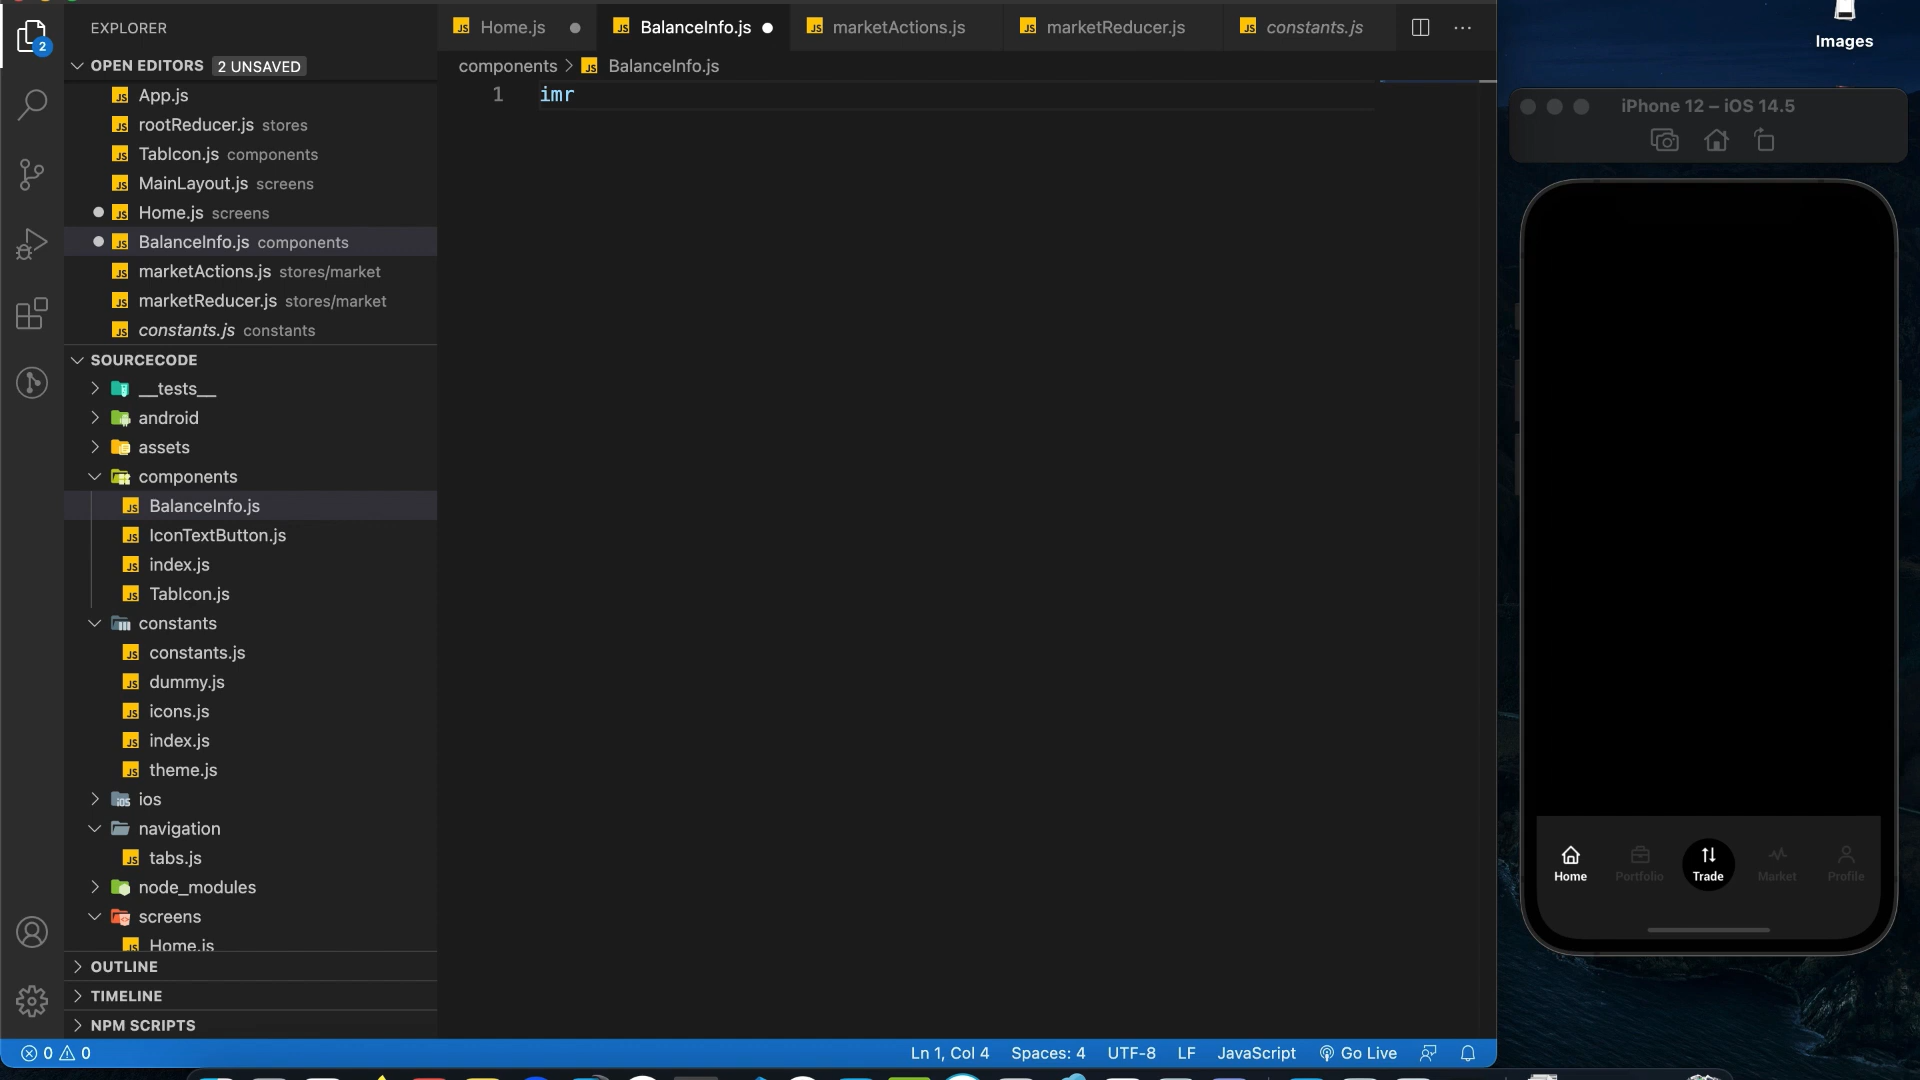 EXPLORER
OPEN EDITORS 2 UNSAVED
App.js
rootReducer.js stores
TabIcon.js components
MainLayout.js screens
Home.js screens
BalanceInfo.js components
marketActions.js stores/market
marketReducer.js stores/market
constants.js constants
SOURCECODE
__tests__
android
assets
components
BalanceInfo.js
IconTextButton.js
index.js
TabIcon.js
constants
constants.js
dummy.js
icons.js
index.js
theme.js
ios
navigation
tabs.js
node_modules
screens
Home.js
OUTLINE
TIMELINE
NPM SCRIPTS
2
Home.js BalanceInfo.js marketActions.js marketReducer.js constants.js
components > BalanceInfo.js
1 imr
0 0 Ln 1, Col 4 Spaces: 4 UTF-8 LF JavaScript Go Live
Images
iPhone 12 – iOS 14.5
Home Portfolio Trade Market Profile